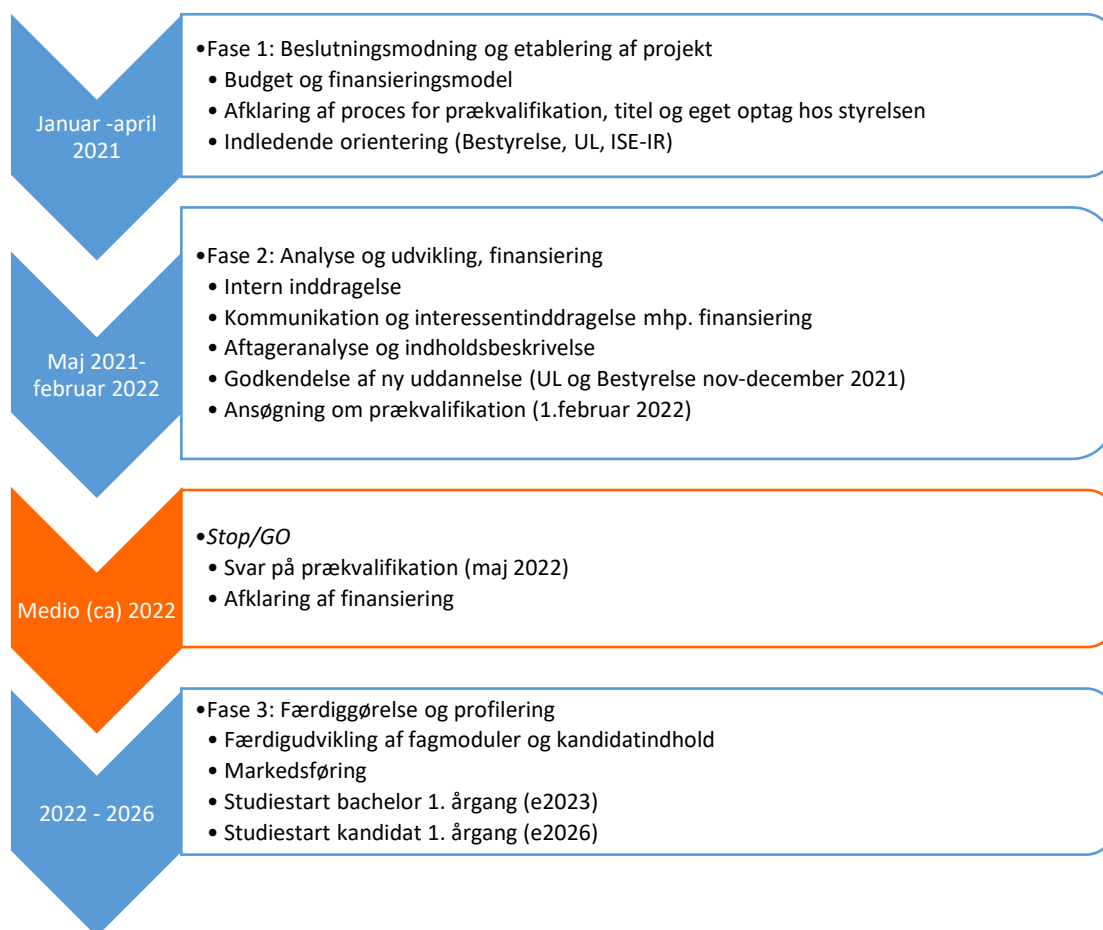 Januar -april
2021
•Fase 1: Beslutningsmodning og etablering af projekt
• Budget og finansieringsmodel
• Afklaring af proces for prækvalifikation, titel og eget optag hos styrelsen
• Indledende orientering (Bestyrelse, UL, ISE-IR)
Maj 2021-
februar 2022
•Fase 2: Analyse og udvikling, finansiering
• Intern inddragelse
• Kommunikation og interessentinddragelse mhp. finansiering
• Aftageranalyse og indholdsbeskrivelse
• Godkendelse af ny uddannelse (UL og Bestyrelse nov-december 2021)
• Ansøgning om prækvalifikation (1.februar 2022)
Medio (ca) 2022
•Stop/GO
• Svar på prækvalifikation (maj 2022)
• Afklaring af finansiering
2022 - 2026
•Fase 3: Færdiggørelse og profilering
• Færdigudvikling af fagmoduler og kandidatindhold
• Markedsføring
• Studiestart bachelor 1. årgang (e2023)
• Studiestart kandidat 1. årgang (e2026)